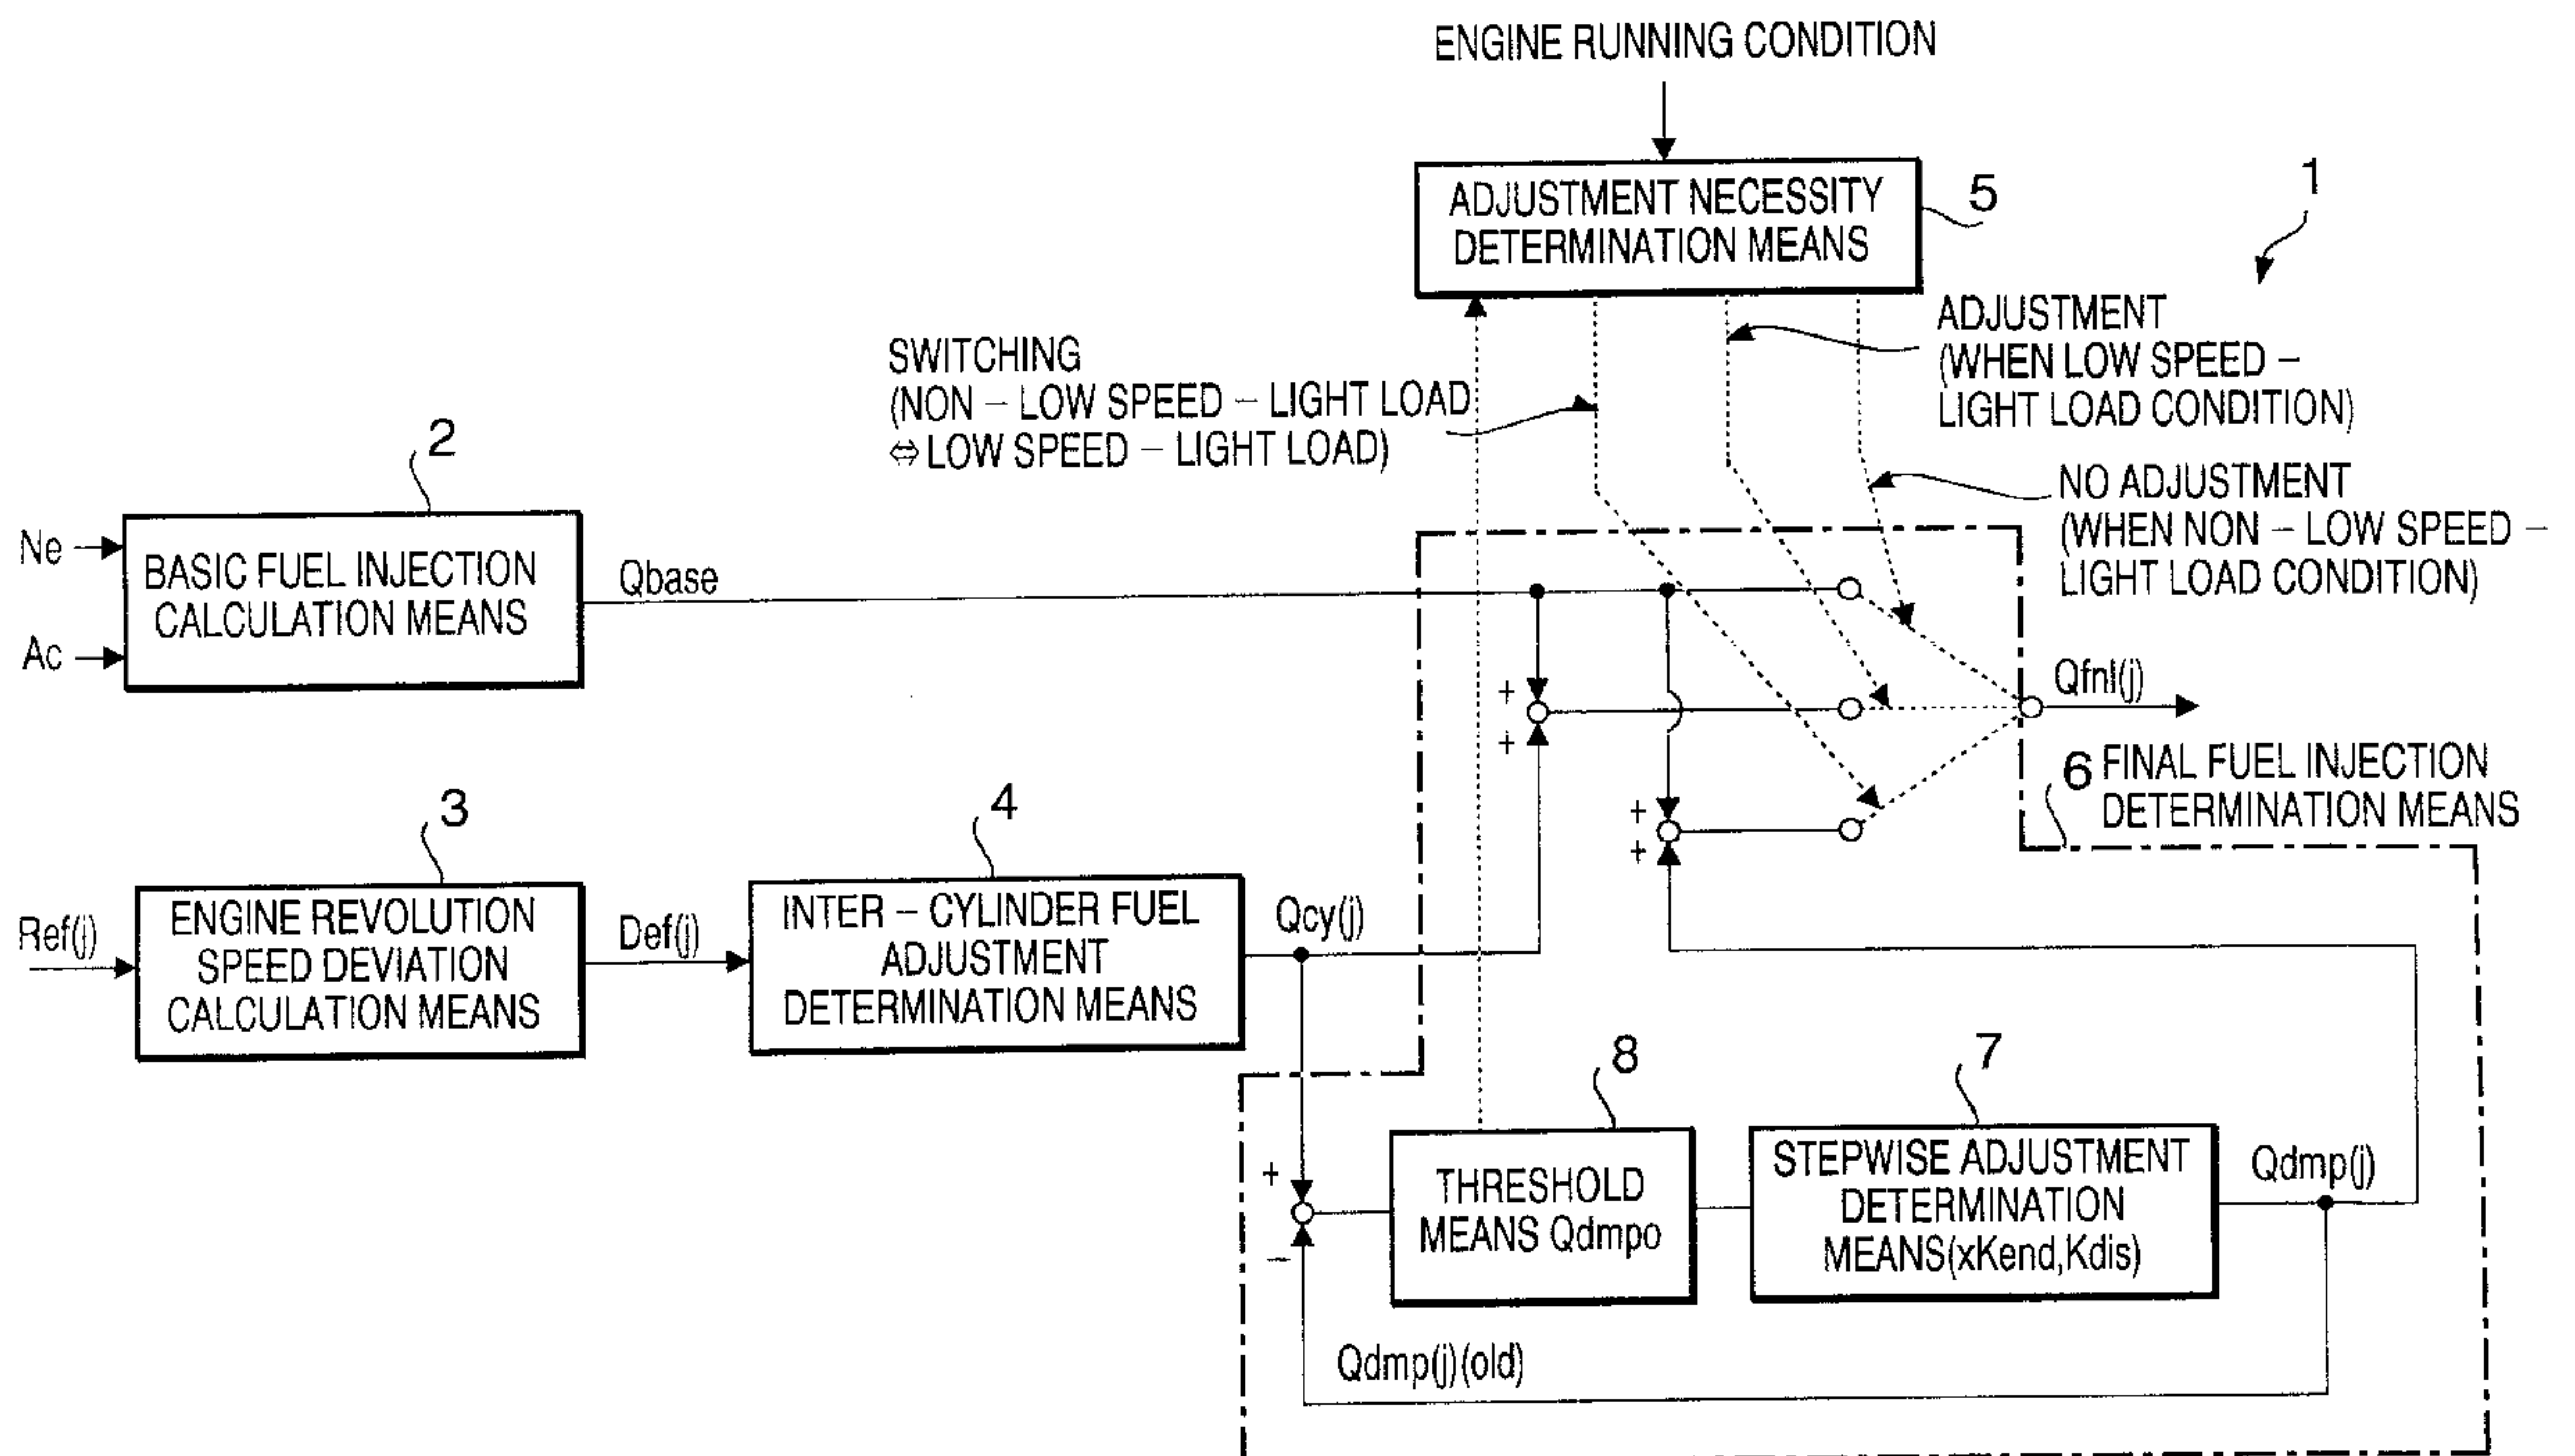 ENGINE RUNNING CONDITION
ADJUSTMENT NECESSITY
DETERMINATION MEANS
5
1
SWITCHING
(NON – LOW SPEED – LIGHT LOAD
⇔ LOW SPEED – LIGHT LOAD)
ADJUSTMENT
(WHEN LOW SPEED –
LIGHT LOAD CONDITION)
NO ADJUSTMENT
(WHEN NON – LOW SPEED –
LIGHT LOAD CONDITION)
2
Ne
Ac
BASIC FUEL INJECTION
CALCULATION MEANS
Qbase
+
+
+
+
Qfnl(j)
6 FINAL FUEL INJECTION
DETERMINATION MEANS
3
Ref(j)
ENGINE REVOLUTION
SPEED DEVIATION
CALCULATION MEANS
Def(j)
4
INTER – CYLINDER FUEL
ADJUSTMENT
DETERMINATION MEANS
Qcy(j)
+
–
8
THRESHOLD
MEANS Qdmpo
7
STEPWISE ADJUSTMENT
DETERMINATION
MEANS(xKend,Kdis)
Qdmp(j)
Qdmp(j)(old)